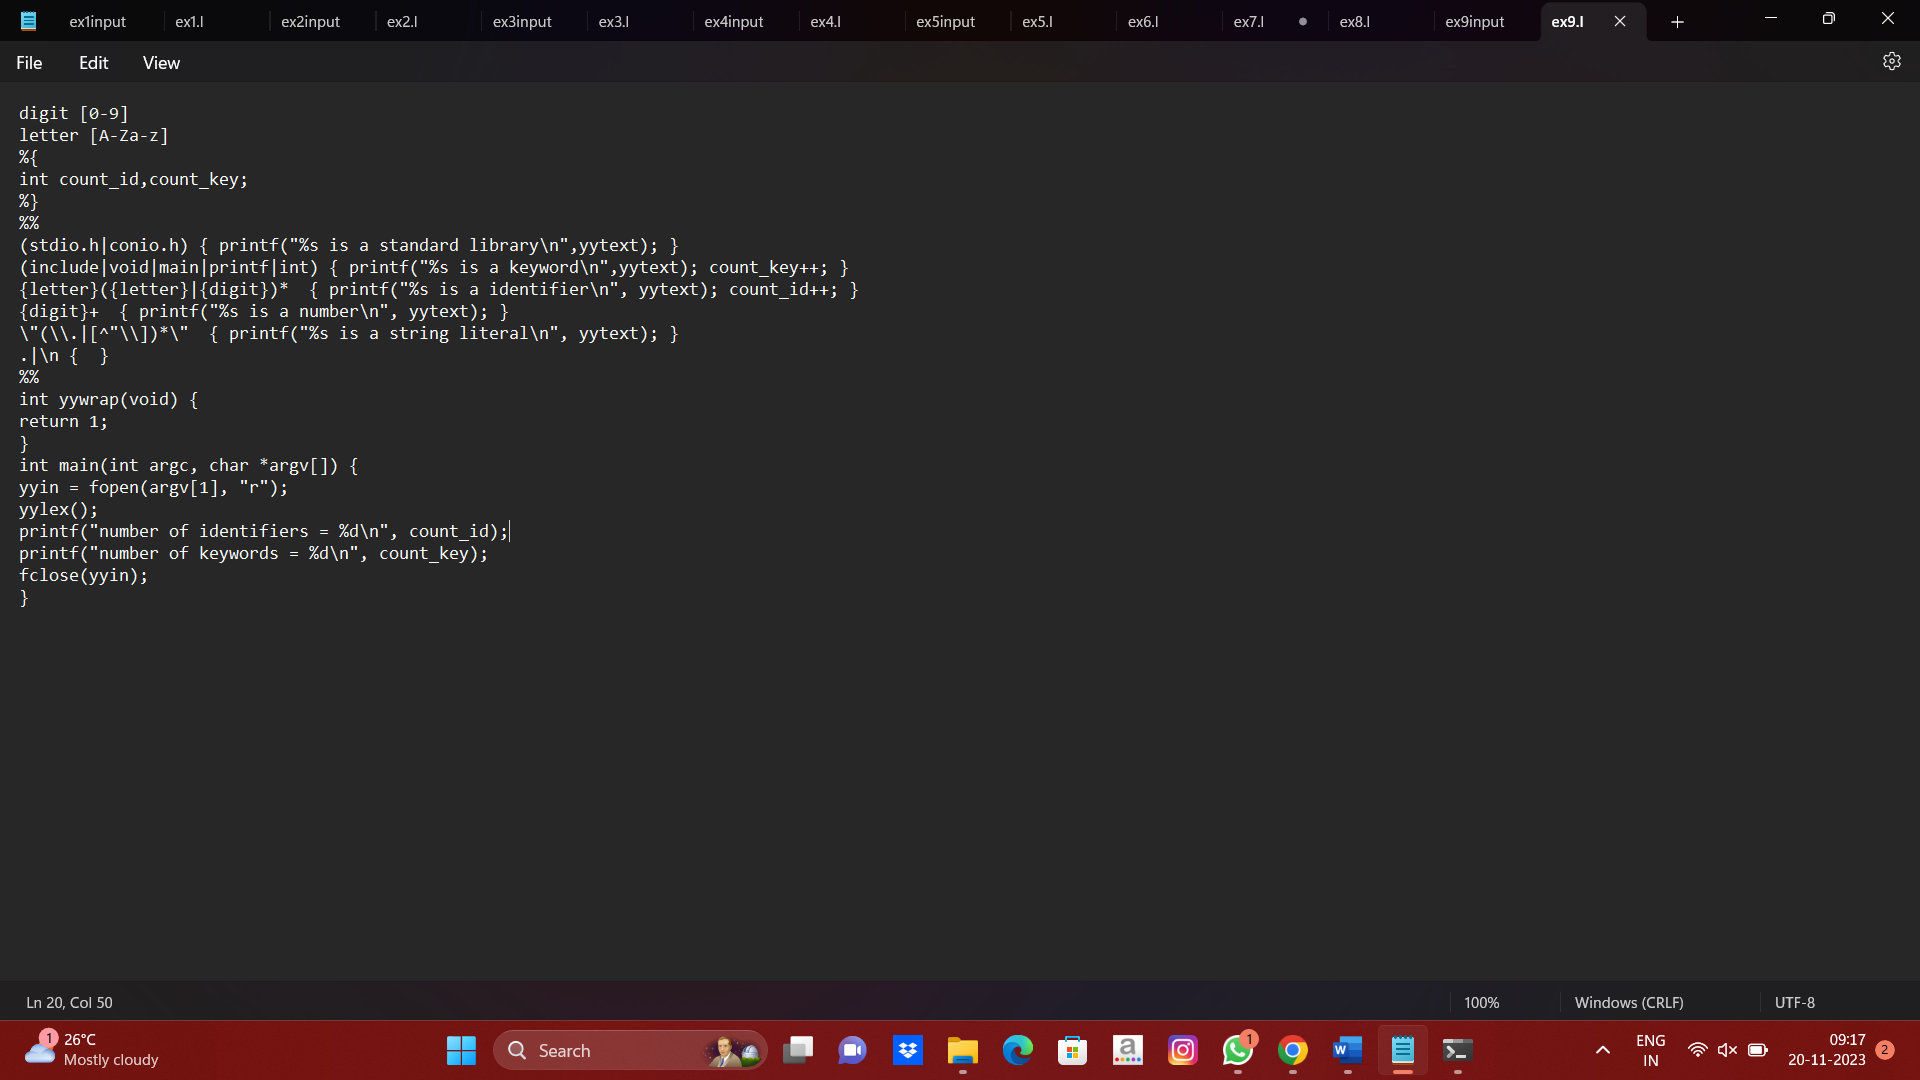 ex1input ex1.l ex2input ex2.l ex3input ex3.l ex4input ex4.l ex5input ex5.l ex6.l ex7.l ex8.l ex9input ex9.l
File Edit View
digit [0-9]
letter [A-Za-z]
%{
int count_id,count_key;
%}
%%
(stdio.h|conio.h) { printf("%s is a standard library\n",yytext); }
(include|void|main|printf|int) { printf("%s is a keyword\n",yytext); count_key++; }
{letter}({letter}|{digit})*  { printf("%s is a identifier\n", yytext); count_id++; }
{digit}+  { printf("%s is a number\n", yytext); }
\"(\\.|[^"\\])*\"  { printf("%s is a string literal\n", yytext); }
.|\n {  }
%%
int yywrap(void) {
return 1;
}
int main(int argc, char *argv[]) {
yyin = fopen(argv[1], "r");
yylex();
printf("number of identifiers = %d\n", count_id);
printf("number of keywords = %d\n", count_key);
fclose(yyin);
}
Ln 20, Col 50 100% Windows (CRLF) UTF-8
1 26°C
Mostly cloudy
Search
a
1
W
ENG
IN
09:17
20-11-2023
2